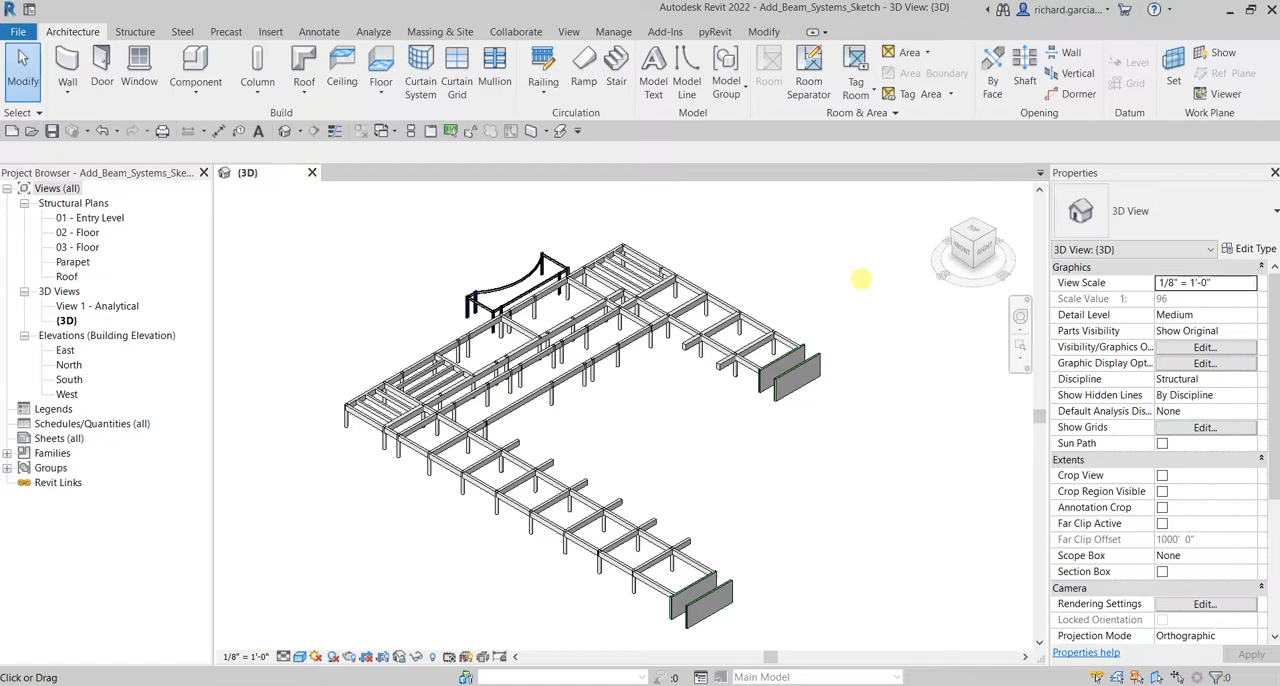 Autodesk Revit 2022 - Add_Beam_Systems_Sketch - 3D View: {3D}
richard.garcia...
File Architecture Structure Steel Precast Insert Annotate Analyze Massing & Site Collaborate View Manage Add-Ins pyRevit Modify
Modify Wall Door Window Component Column Roof Ceiling Floor Curtain System Curtain Grid Mullion Railing Ramp Stair Model Text Model Line Model Group Room Room Separator Tag Room
Area
Area Boundary
Tag Area
By Face Shaft
Wall
Vertical
Dormer
Level
Grid
Set
Show
Ref Plane
Viewer
Select Build Circulation Model Room & Area Opening Datum Work Plane
Project Browser - Add_Beam_Systems_Ske...
Views (all)
Structural Plans
01 - Entry Level
02 - Floor
03 - Floor
Parapet
Roof
3D Views
View 1 - Analytical
{3D}
Elevations (Building Elevation)
East
North
South
West
Legends
Schedules/Quantities (all)
Sheets (all)
Families
Groups
Revit Links
{3D}
TOP
FRONT
RIGHT
Properties
3D View
3D View: {3D} Edit Type
Graphics
View Scale 1/8" = 1'-0"
Scale Value 1: 96
Detail Level Medium
Parts Visibility Show Original
Visibility/Graphics O... Edit...
Graphic Display Opt... Edit...
Discipline Structural
Show Hidden Lines By Discipline
Default Analysis Dis... None
Show Grids Edit...
Sun Path
Extents
Crop View
Crop Region Visible
Annotation Crop
Far Clip Active
Far Clip Offset 1000' 0"
Scope Box None
Section Box
Camera
Rendering Settings Edit...
Locked Orientation
Projection Mode Orthographic
Properties help Apply
1/8" = 1'-0"
Click or Drag :0 Main Model :0